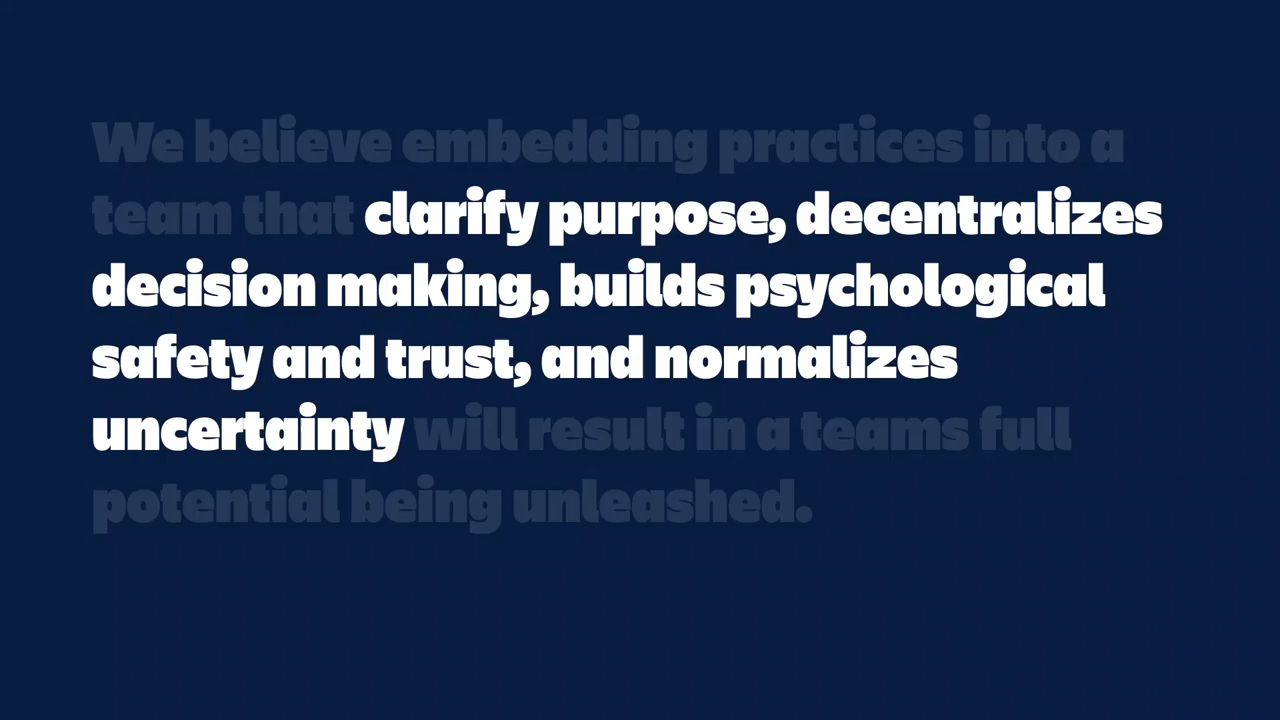 We believe embedding practices into a
team that clarify purpose, decentralizes
decision making, builds psychological
safety and trust, and normalizes
uncertainty will result in a teams full
potential being unleashed.